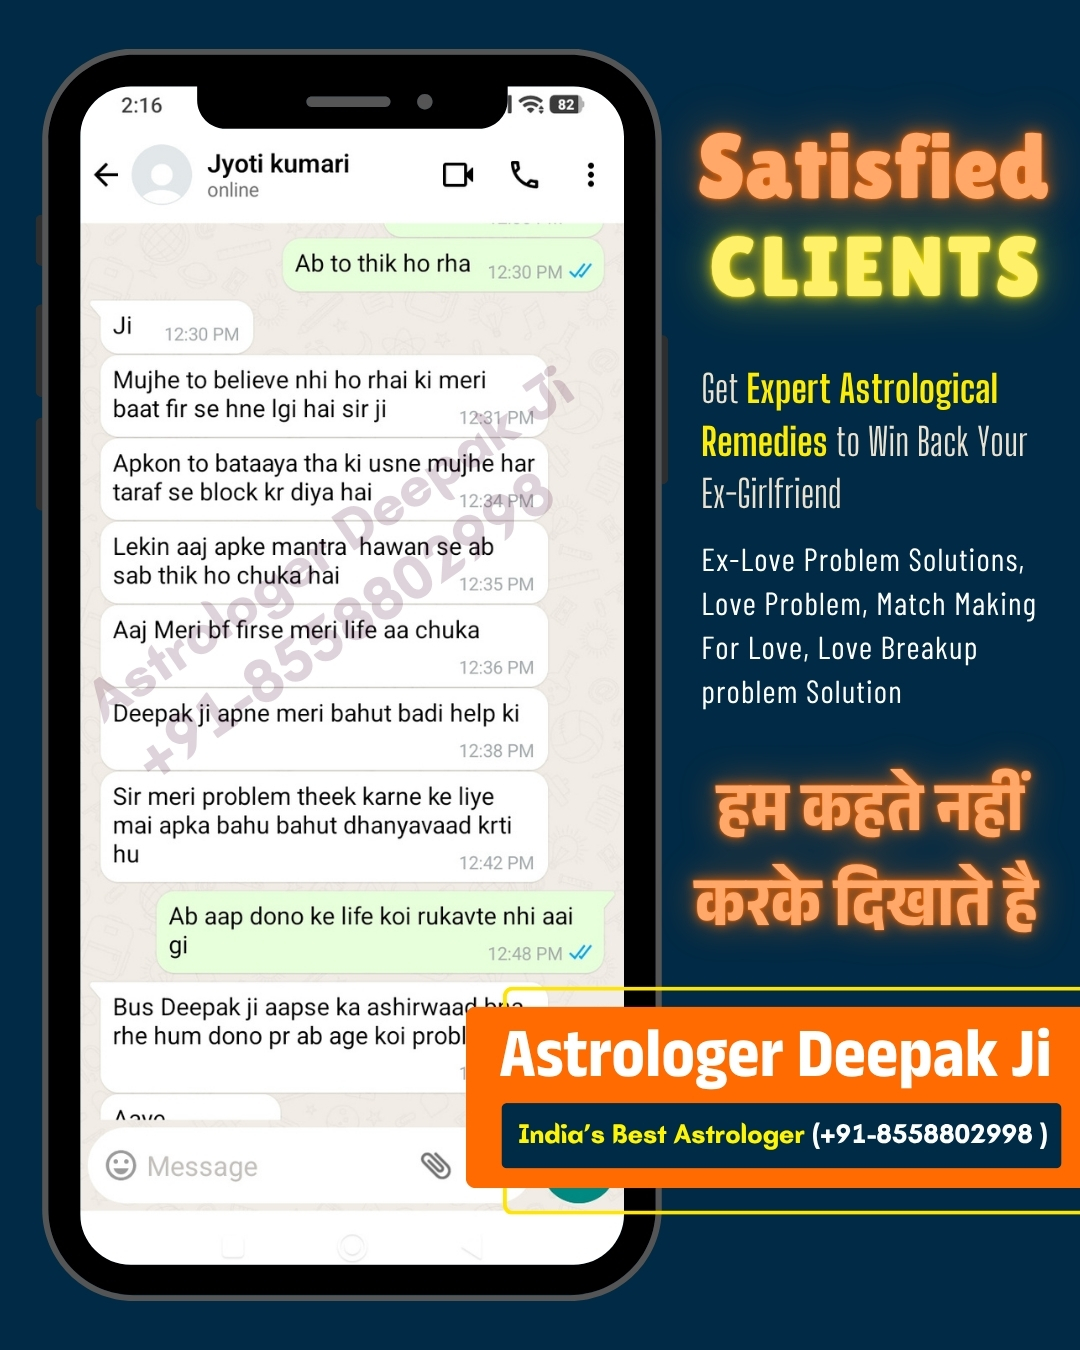 2:16
82
Jyoti kumari
online
Ab to thik ho rha 12:30 PM
Ji 12:30 PM
Mujhe to believe nhi ho rhai ki meri
baat fir se hne lgi hai sir ji 12:31 PM
Apkon to bataaya tha ki usne mujhe har
taraf se block kr diya hai 12:34 PM
Lekin aaj apke mantra hawan se ab
sab thik ho chuka hai 12:35 PM
Aaj Meri bf firse meri life aa chuka
12:36 PM
Deepak ji apne meri bahut badi help ki
12:38 PM
Sir meri problem theek karne ke liye
mai apka bahu bahut dhanyavaad krti
hu 12:42 PM
Ab aap dono ke life koi rukavte nhi aai
gi 12:48 PM
Bus Deepak ji aapse ka ashirwaad bna
rhe hum dono pr ab age koi
Message
Astrologer Deepak Ji
+91-8558802998
Satisfied
CLIENTS
Get Expert Astrological
Remedies to Win Back Your
Ex-Girlfriend
Ex-Love Problem Solutions,
Love Problem, Match Making
For Love, Love Breakup
problem Solution
हम कहते नहीं
करके दिखाते है
Astrologer Deepak Ji
India's Best Astrologer (+91-8558802998 )